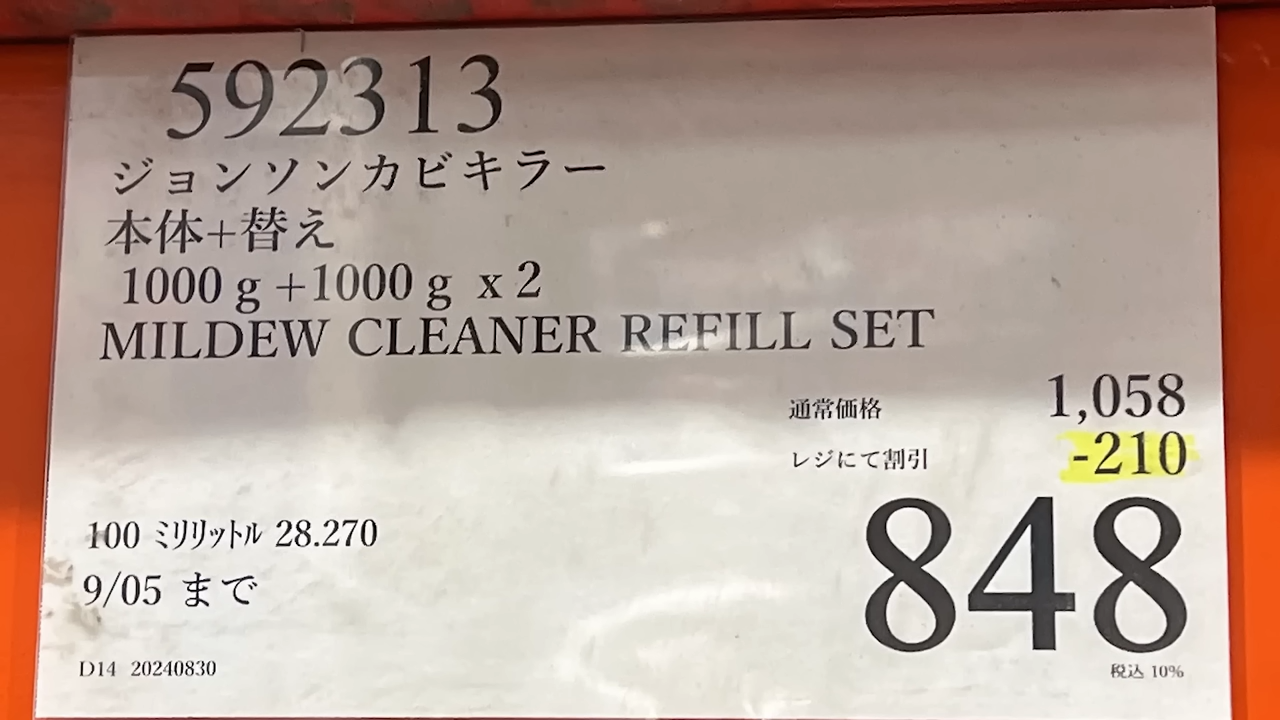 592313
ジョンソンカビキラー
本体+替え
1000 g +1000 g x 2
MILDEW CLEANER REFILL SET
通常価格 1,058
レジにて割引 -210
848
100 ミリリットル 28.270
9/05 まで
D14 20240830
税込 10%